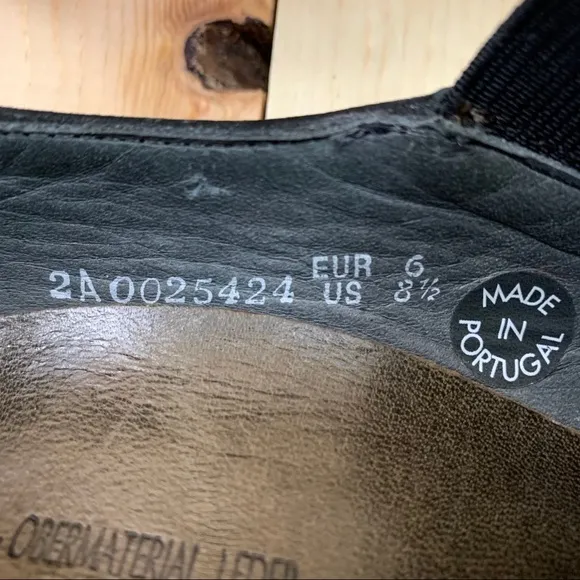 2A0025424 EUR 6
US 8½
MADE
IN
PORTUGAL
OBERMATERIAL LEDER